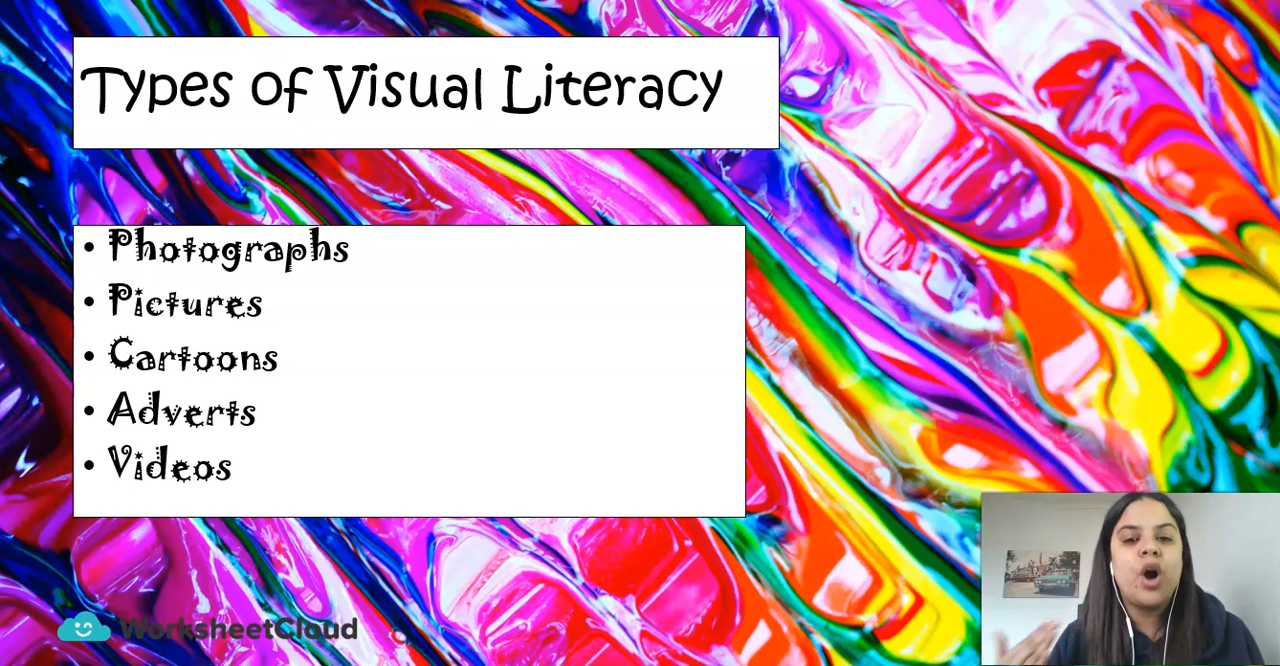 Types of Visual Literacy
• Photographs
• Pictures
• Cartoons
• Adverts
• Videos
WorksheetCloud